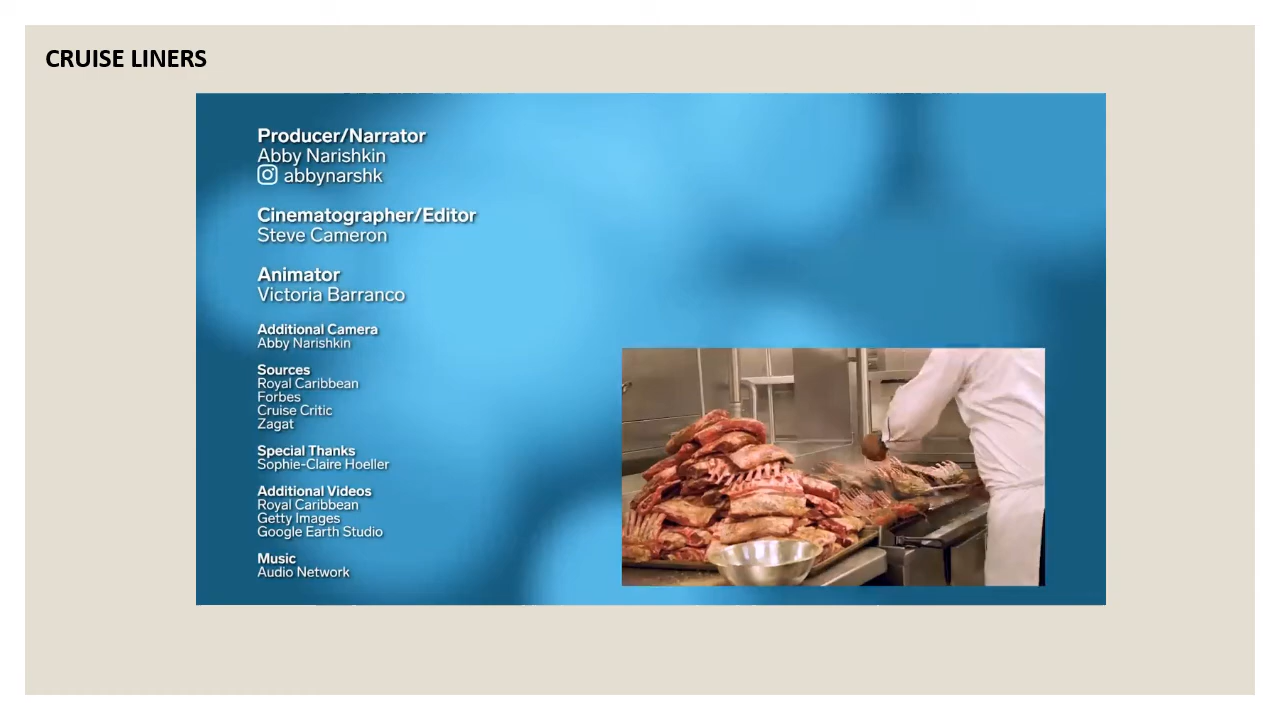 CRUISE LINERS
Producer/Narrator
Abby Narishkin
abbynarshk
Cinematographer/Editor
Steve Cameron
Animator
Victoria Barranco
Additional Camera
Abby Narishkin
Sources
Royal Caribbean
Forbes
Cruise Critic
Zagat
Special Thanks
Sophie-Claire Hoeller
Additional Videos
Royal Caribbean
Getty Images
Google Earth Studio
Music
Audio Network